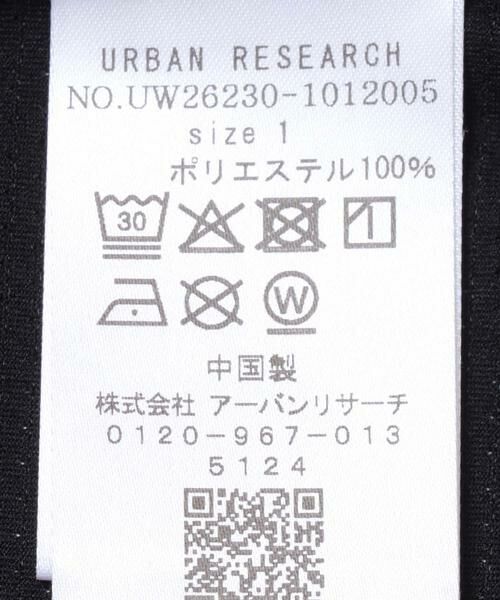 URBAN RESEARCH
NO.UW26230-1012005
size 1
ポリエステル100%
30
W
中国製
株式会社 アーバンリサーチ
0120-967-013
5124